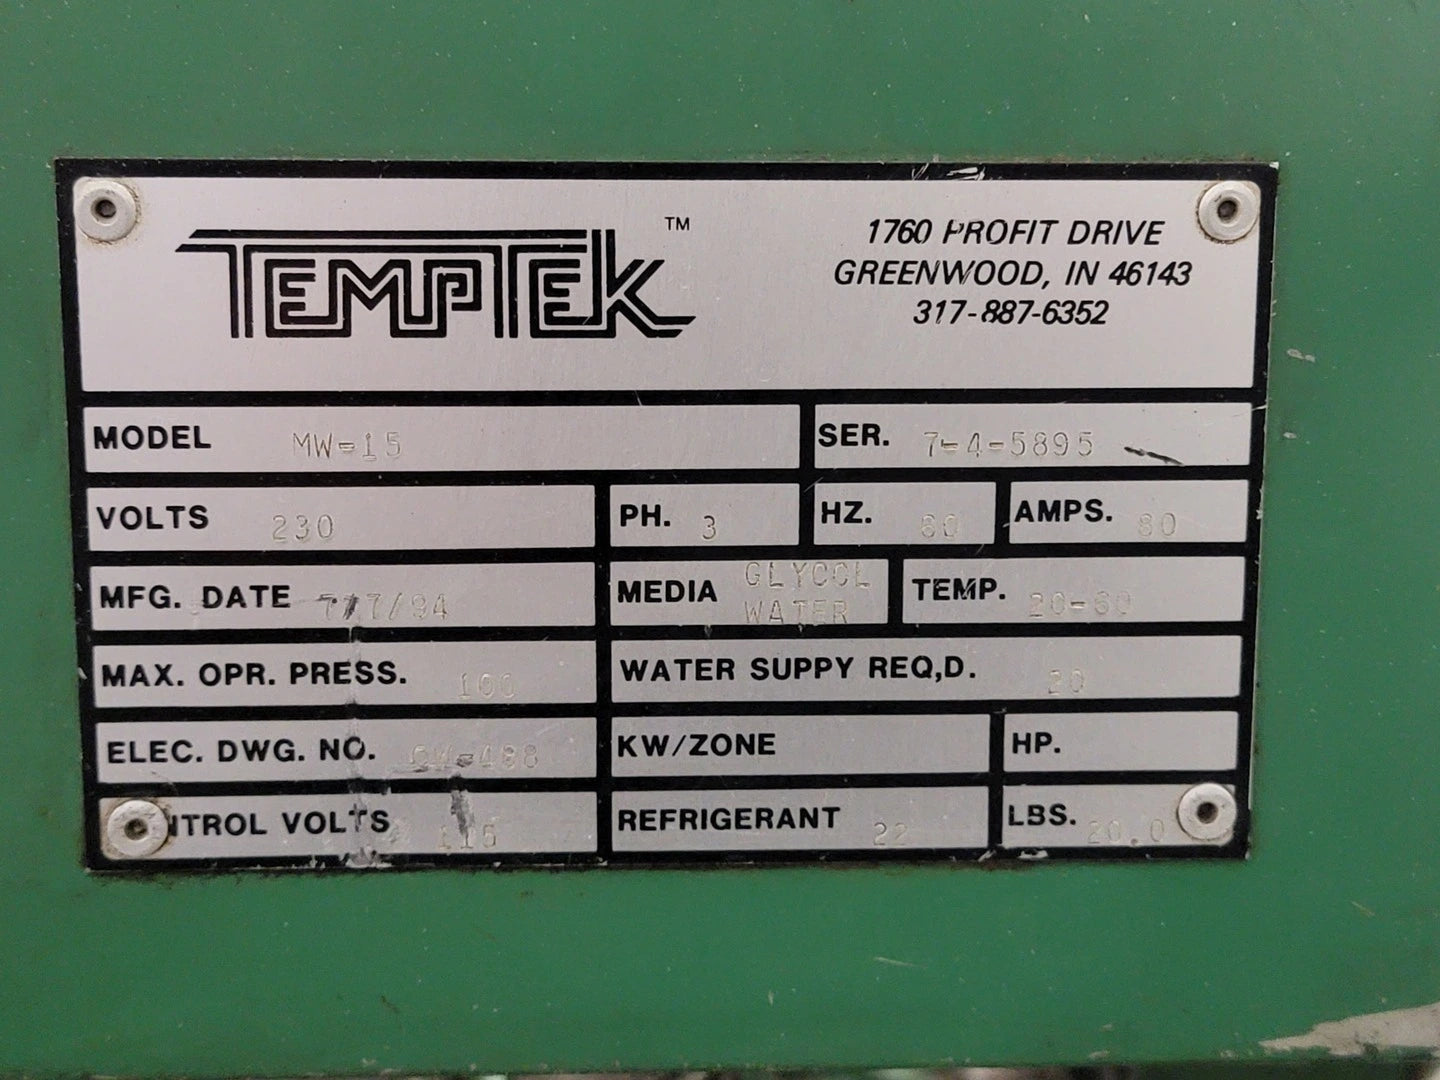 TEMPTEK ™
1760 PROFIT DRIVE
GREENWOOD, IN 46143
317-887-6352
MODEL MW-15 SER. 7-4-5895
VOLTS 230 PH. 3 HZ. 60 AMPS. 80
MFG. DATE 7/7/94 MEDIA GLYCOL WATER TEMP. 20-60
MAX. OPR. PRESS. 100 WATER SUPPY REQ,D. 20
ELEC. DWG. NO. KW/ZONE HP.
NTROL VOLTS 115 REFRIGERANT 22 LBS. 20.0